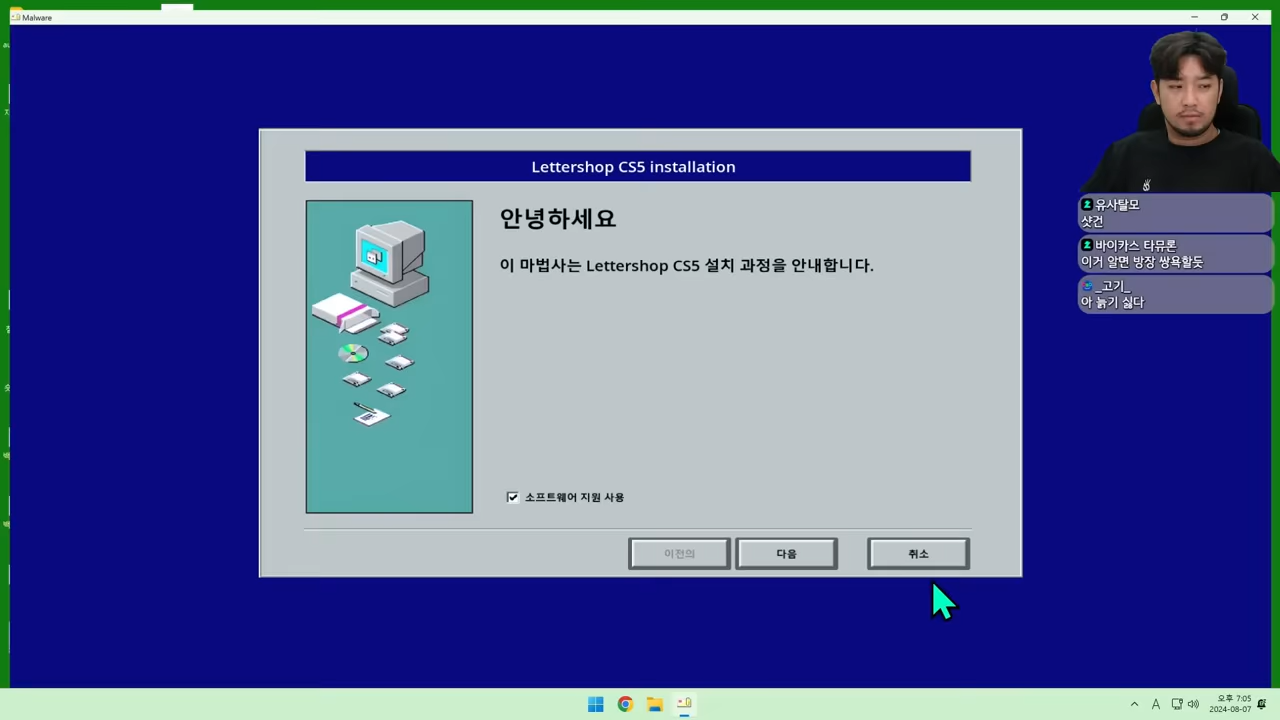 Malware
Lettershop CS5 installation
안녕하세요
이 마법사는 Lettershop CS5 설치 과정을 안내합니다.
소프트웨어 지원 사용
이전의
다음
취소
유사탈모
샷건
바이카스 타뮤론
이거 알면 방장 쌍욕할듯
_고기_
아 늙기 싫다
A
오후 7:05
2024-08-07